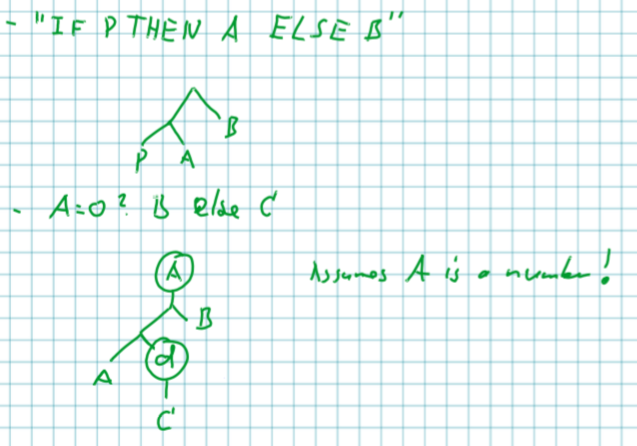 - "IF P THEN A ELSE B"
B
P A
- A=0? B else C
A Assumes A is a number!
B
d
A
C